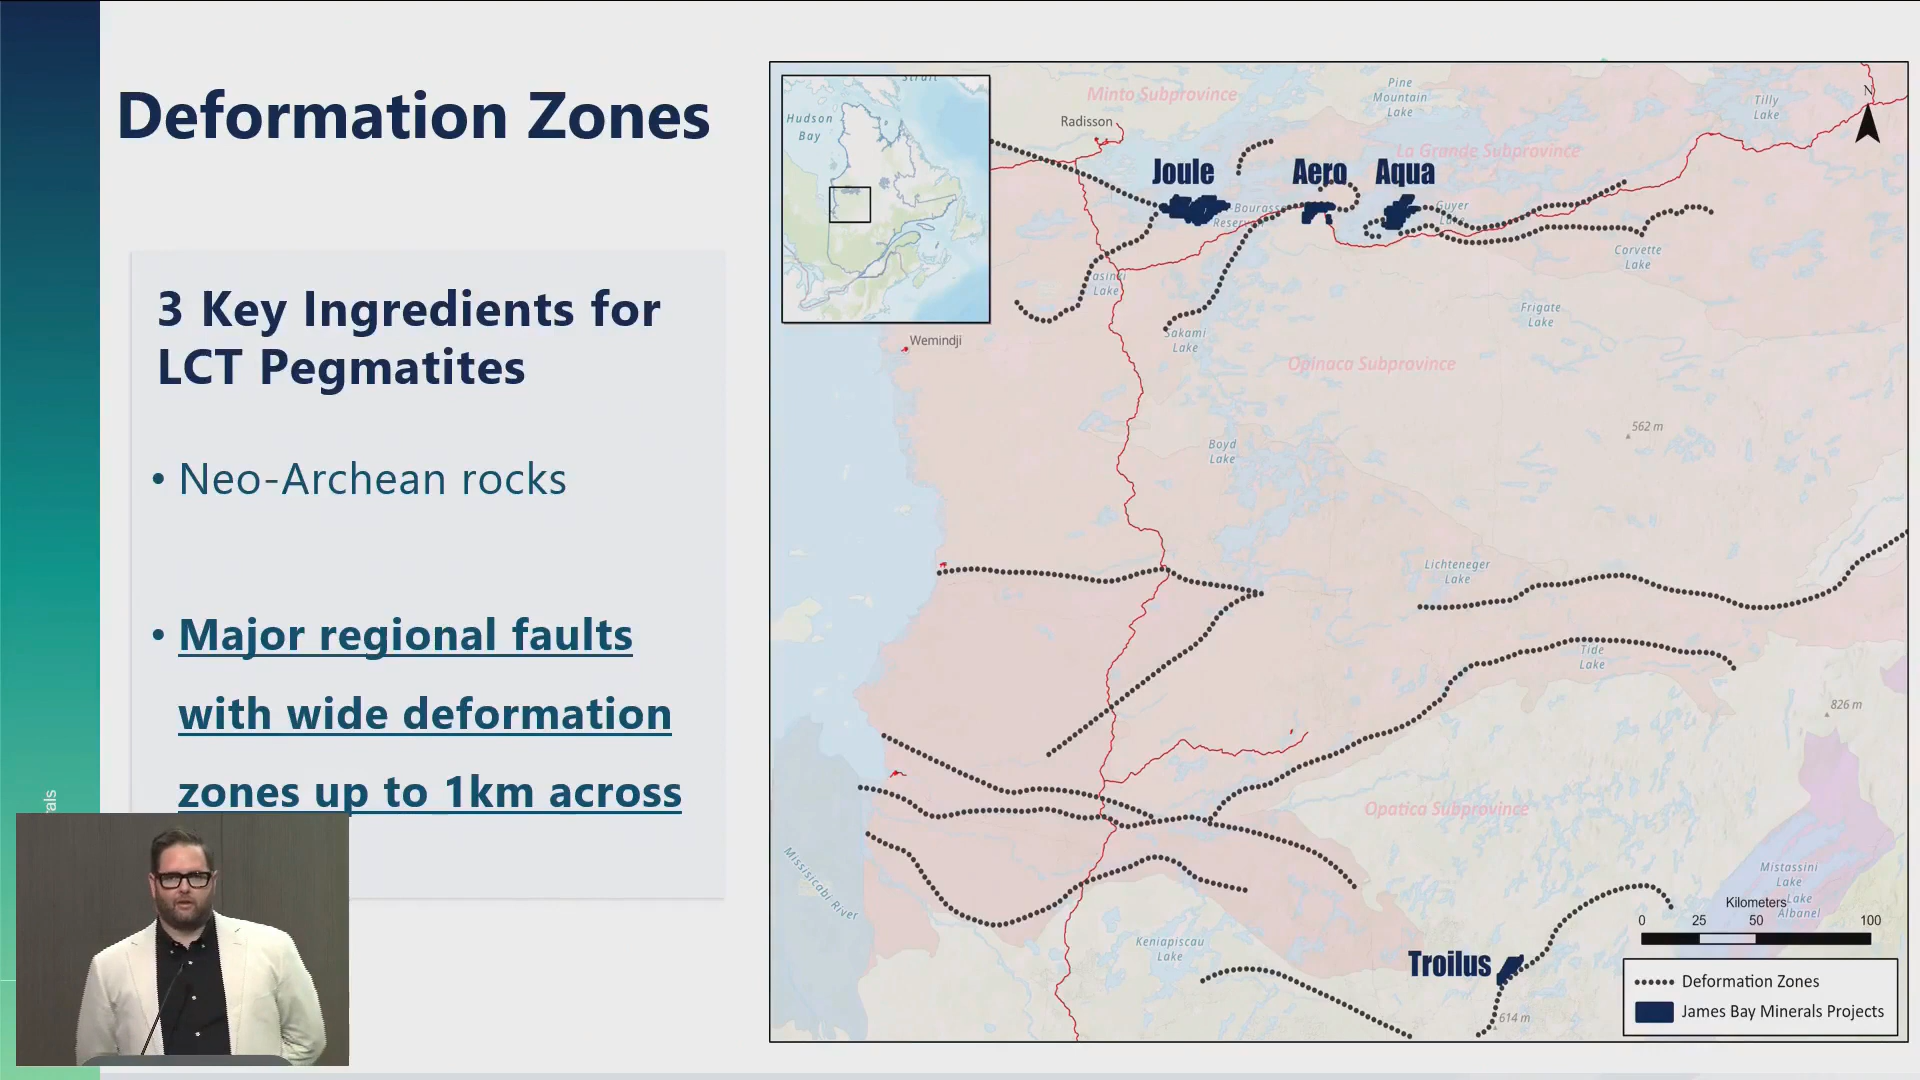 Deformation Zones
3 Key Ingredients for
LCT Pegmatites
• Neo-Archean rocks
• Major regional faults
with wide deformation
zones up to 1km across
Hudson
Bay
Minto Subprovince
Radisson
Pine
Mountain
Lake
Tilly
Lake
N
La Grande Subprovince
Joule
Aero
Aqua
Guyer
Corvette
Lake
Lake
Frigate
Lake
Sakami
Lake
Wemindji
Opinaca Subprovince
562 m
Boyd
Lake
Lichteneger
Lake
Tide
Lake
826 m
Opatica Subprovince
Missisicabi River
Mistassini
Lake
Lake
Albanel
Kilometers
0 25 50 100
Keniapiscau
Lake
Troilus
614 m
Deformation Zones
James Bay Minerals Projects